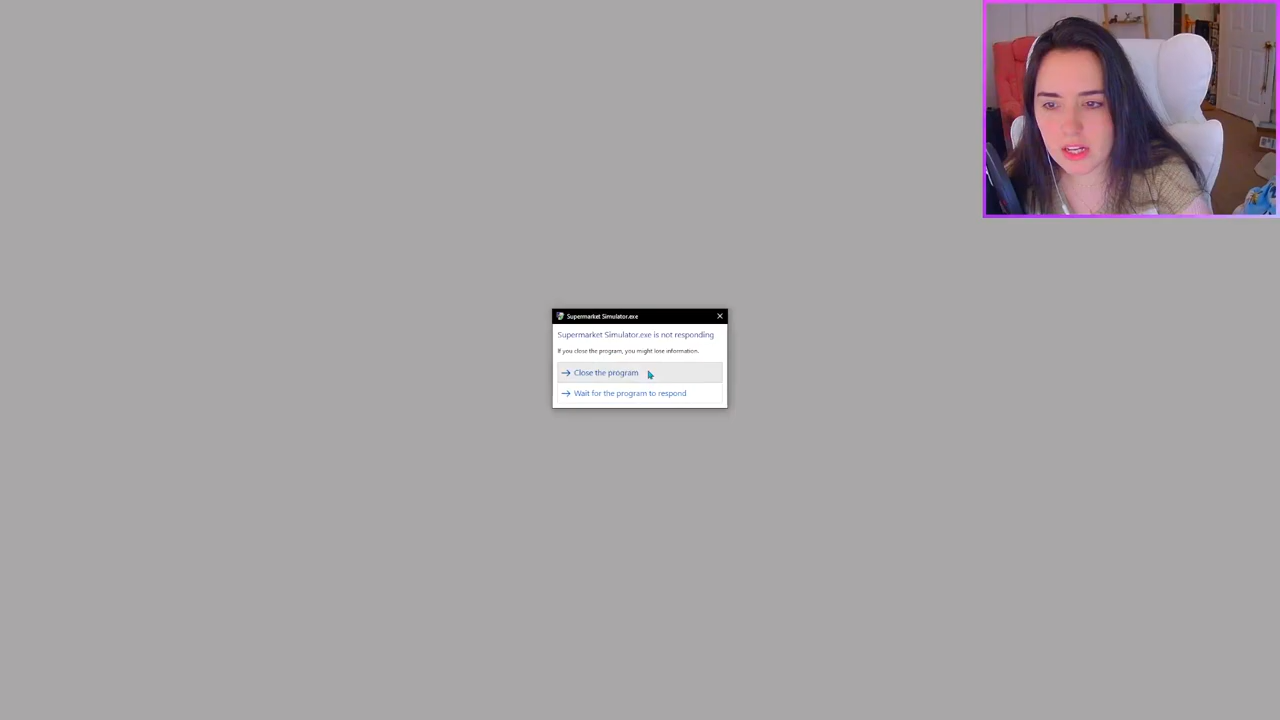 Supermarket Simulator.exe
Supermarket Simulator.exe is not responding
If you close the program, you might lose information.
Close the program
Wait for the program to respond